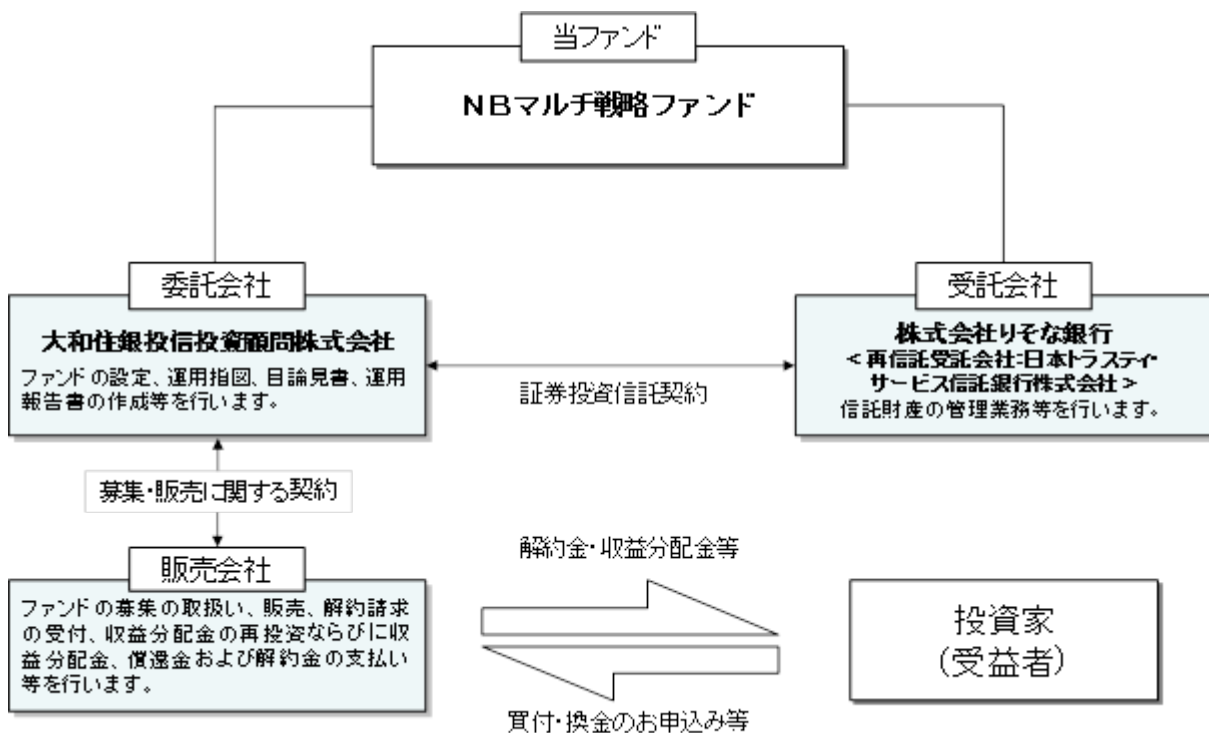 当ファンド
NBマルチ戦略ファンド
委託会社
大和住銀投信投資顧問株式会社
ファンドの設定、運用指図、目論見書、運用
報告書の作成等を行います。
証券投資信託契約
受託会社
株式会社りそな銀行
<再信託受託会社:日本トラスティ・
サービス信託銀行株式会社>
信託財産の管理業務等を行います。
募集・販売に関する契約
販売会社
ファンドの募集の取扱い、販売、解約請求
の受付、収益分配金の再投資ならびに収
益分配金、償還金および解約金の支払い
等を行います。
解約金・収益分配金等
買付・換金のお申込み等
投資家
(受益者)